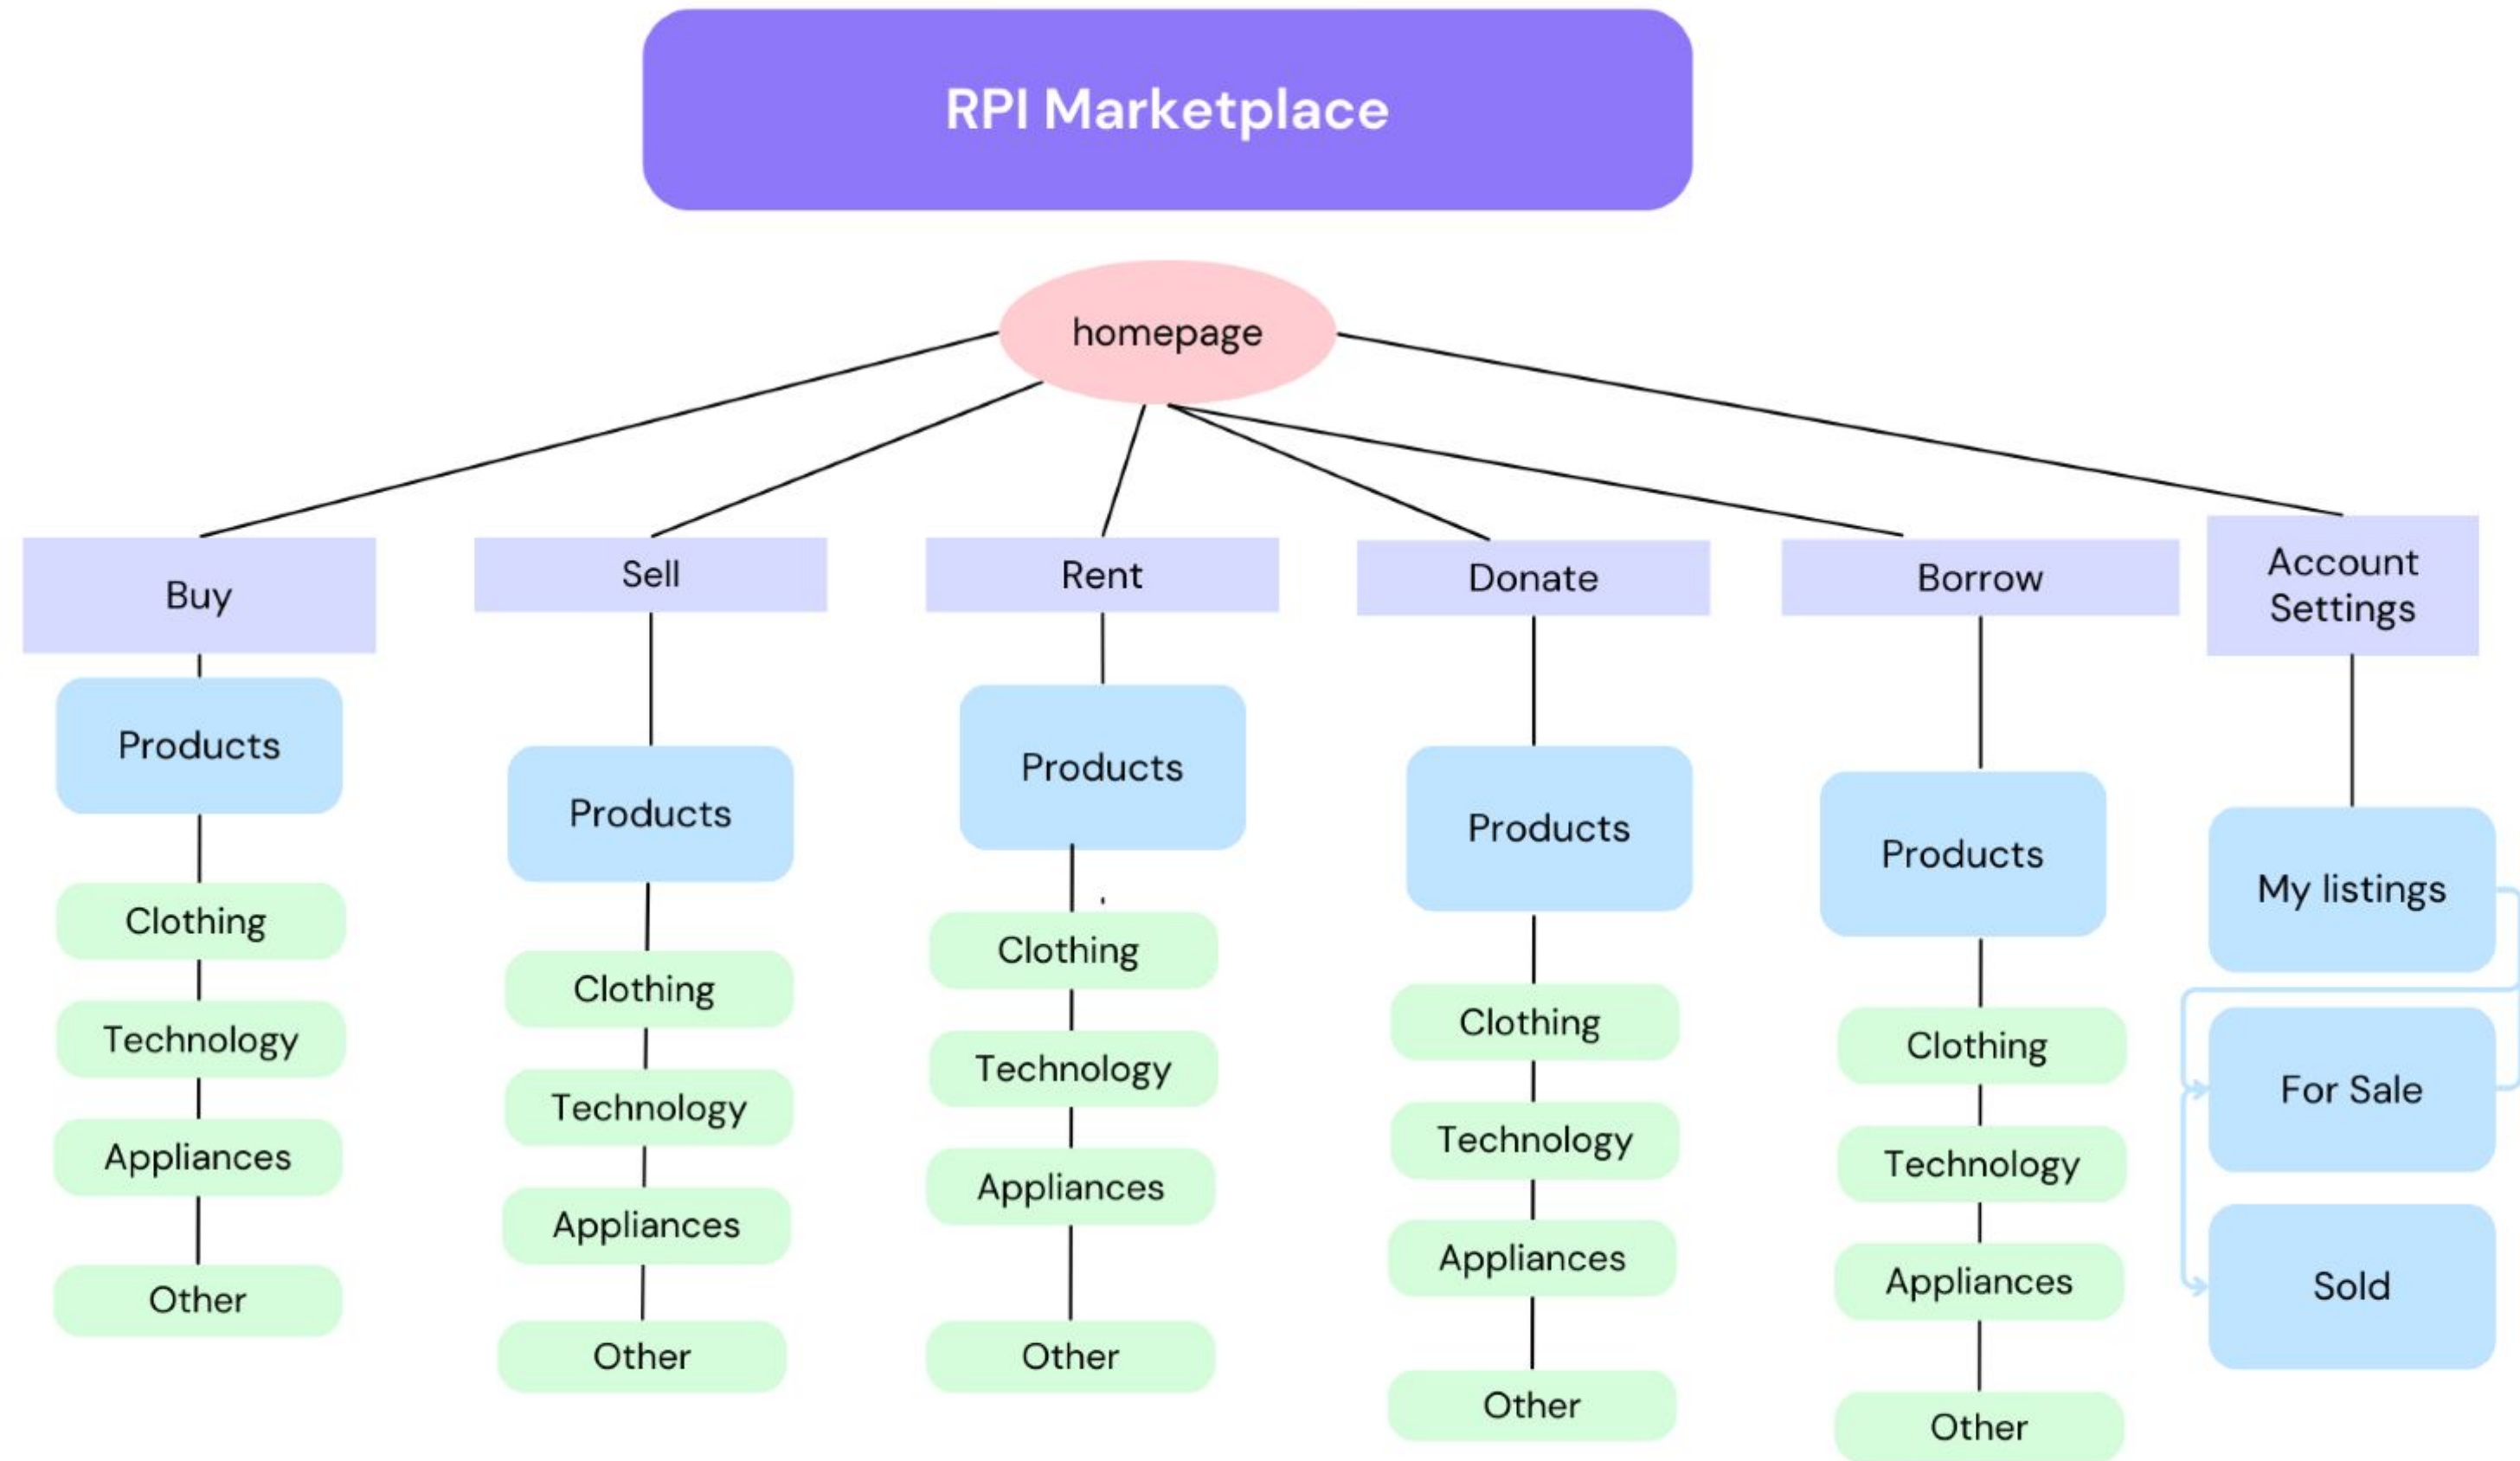 RPI Marketplace
homepage
Buy
Products
Clothing
Technology
Appliances
Other
Sell
Products
Clothing
Technology
Appliances
Other
Rent
Products
Clothing
Technology
Appliances
Other
Donate
Products
Clothing
Technology
Appliances
Other
Borrow
Products
Clothing
Technology
Appliances
Other
Account
Settings
My listings
For Sale
Sold